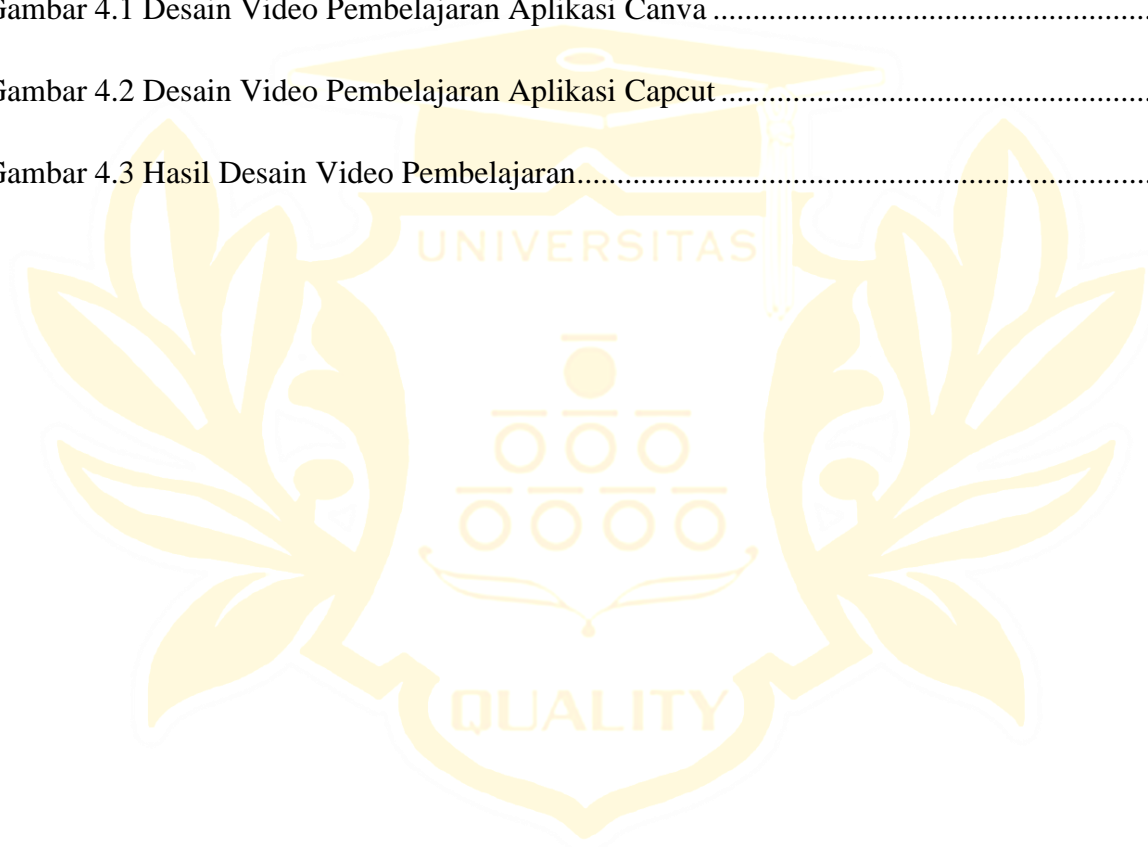 Gambar 4.1 Desain Video Pembelajaran Aplikasi Canva ......................................................
Gambar 4.2 Desain Video Pembelajaran Aplikasi Capcut .....................................................
Gambar 4.3 Hasil Desain Video Pembelajaran.......................................................................
UNIVERSITAS
QUALITY